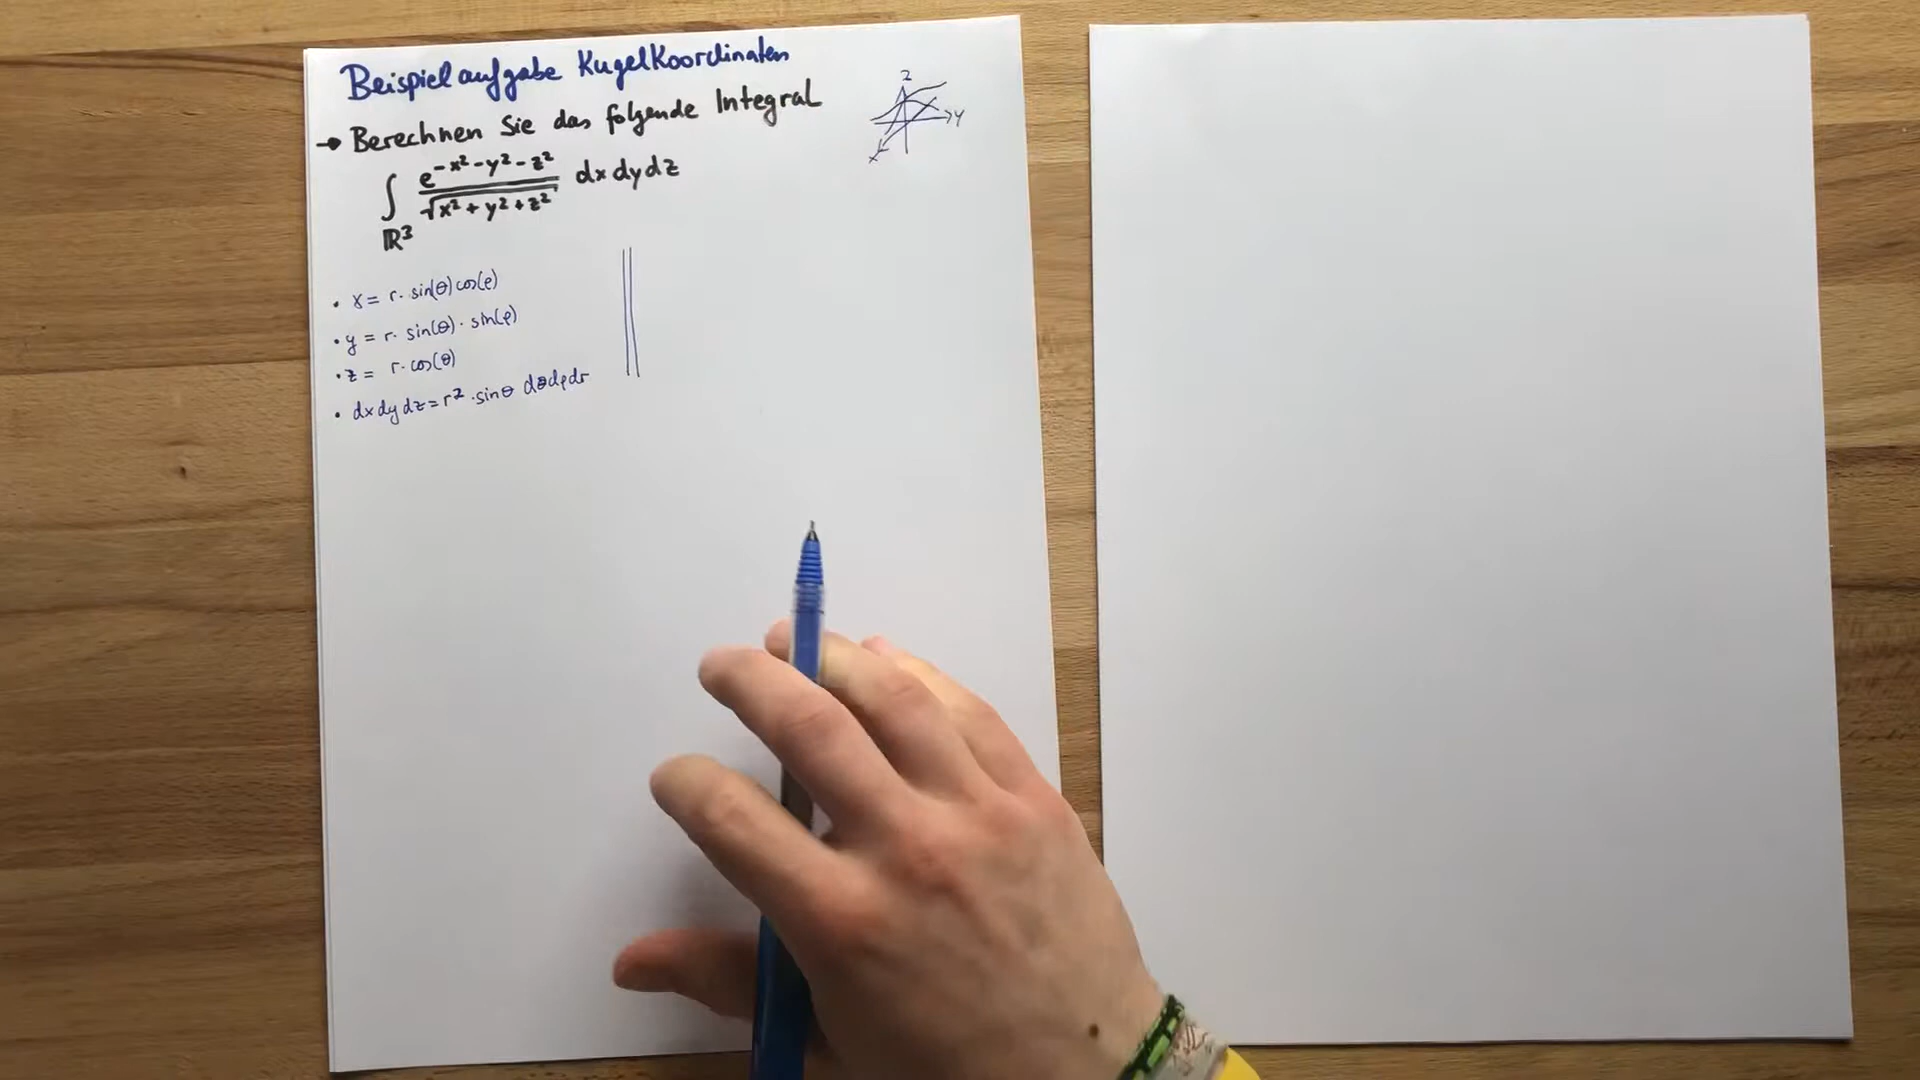 Beispielaufgabe Kugelkoordinaten
→ Berechnen Sie das folgende Integral
∫ e^{-x²-y²-z²} / √(x²+y²+z²) dx dy dz
ℝ³
z
y
x
• x = r· sin(θ) cos(φ)
• y = r· sin(θ) · sin(φ)
• z = r· cos(θ)
• dx dy dz = r² · sin θ dθ dφ dr